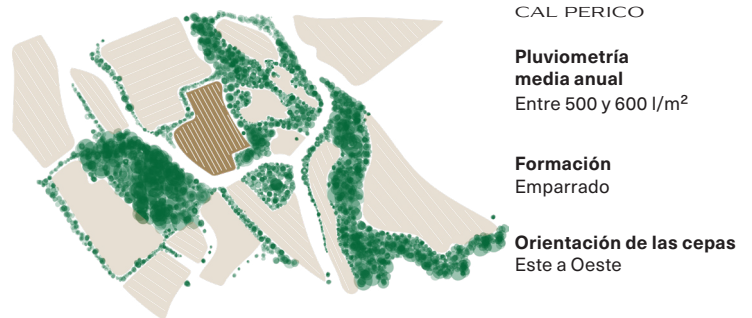 CAL PERICO
Pluviometría
media anual
Entre 500 y 600 l/m²
Formación
Emparrado
Orientación de las cepas
Este a Oeste